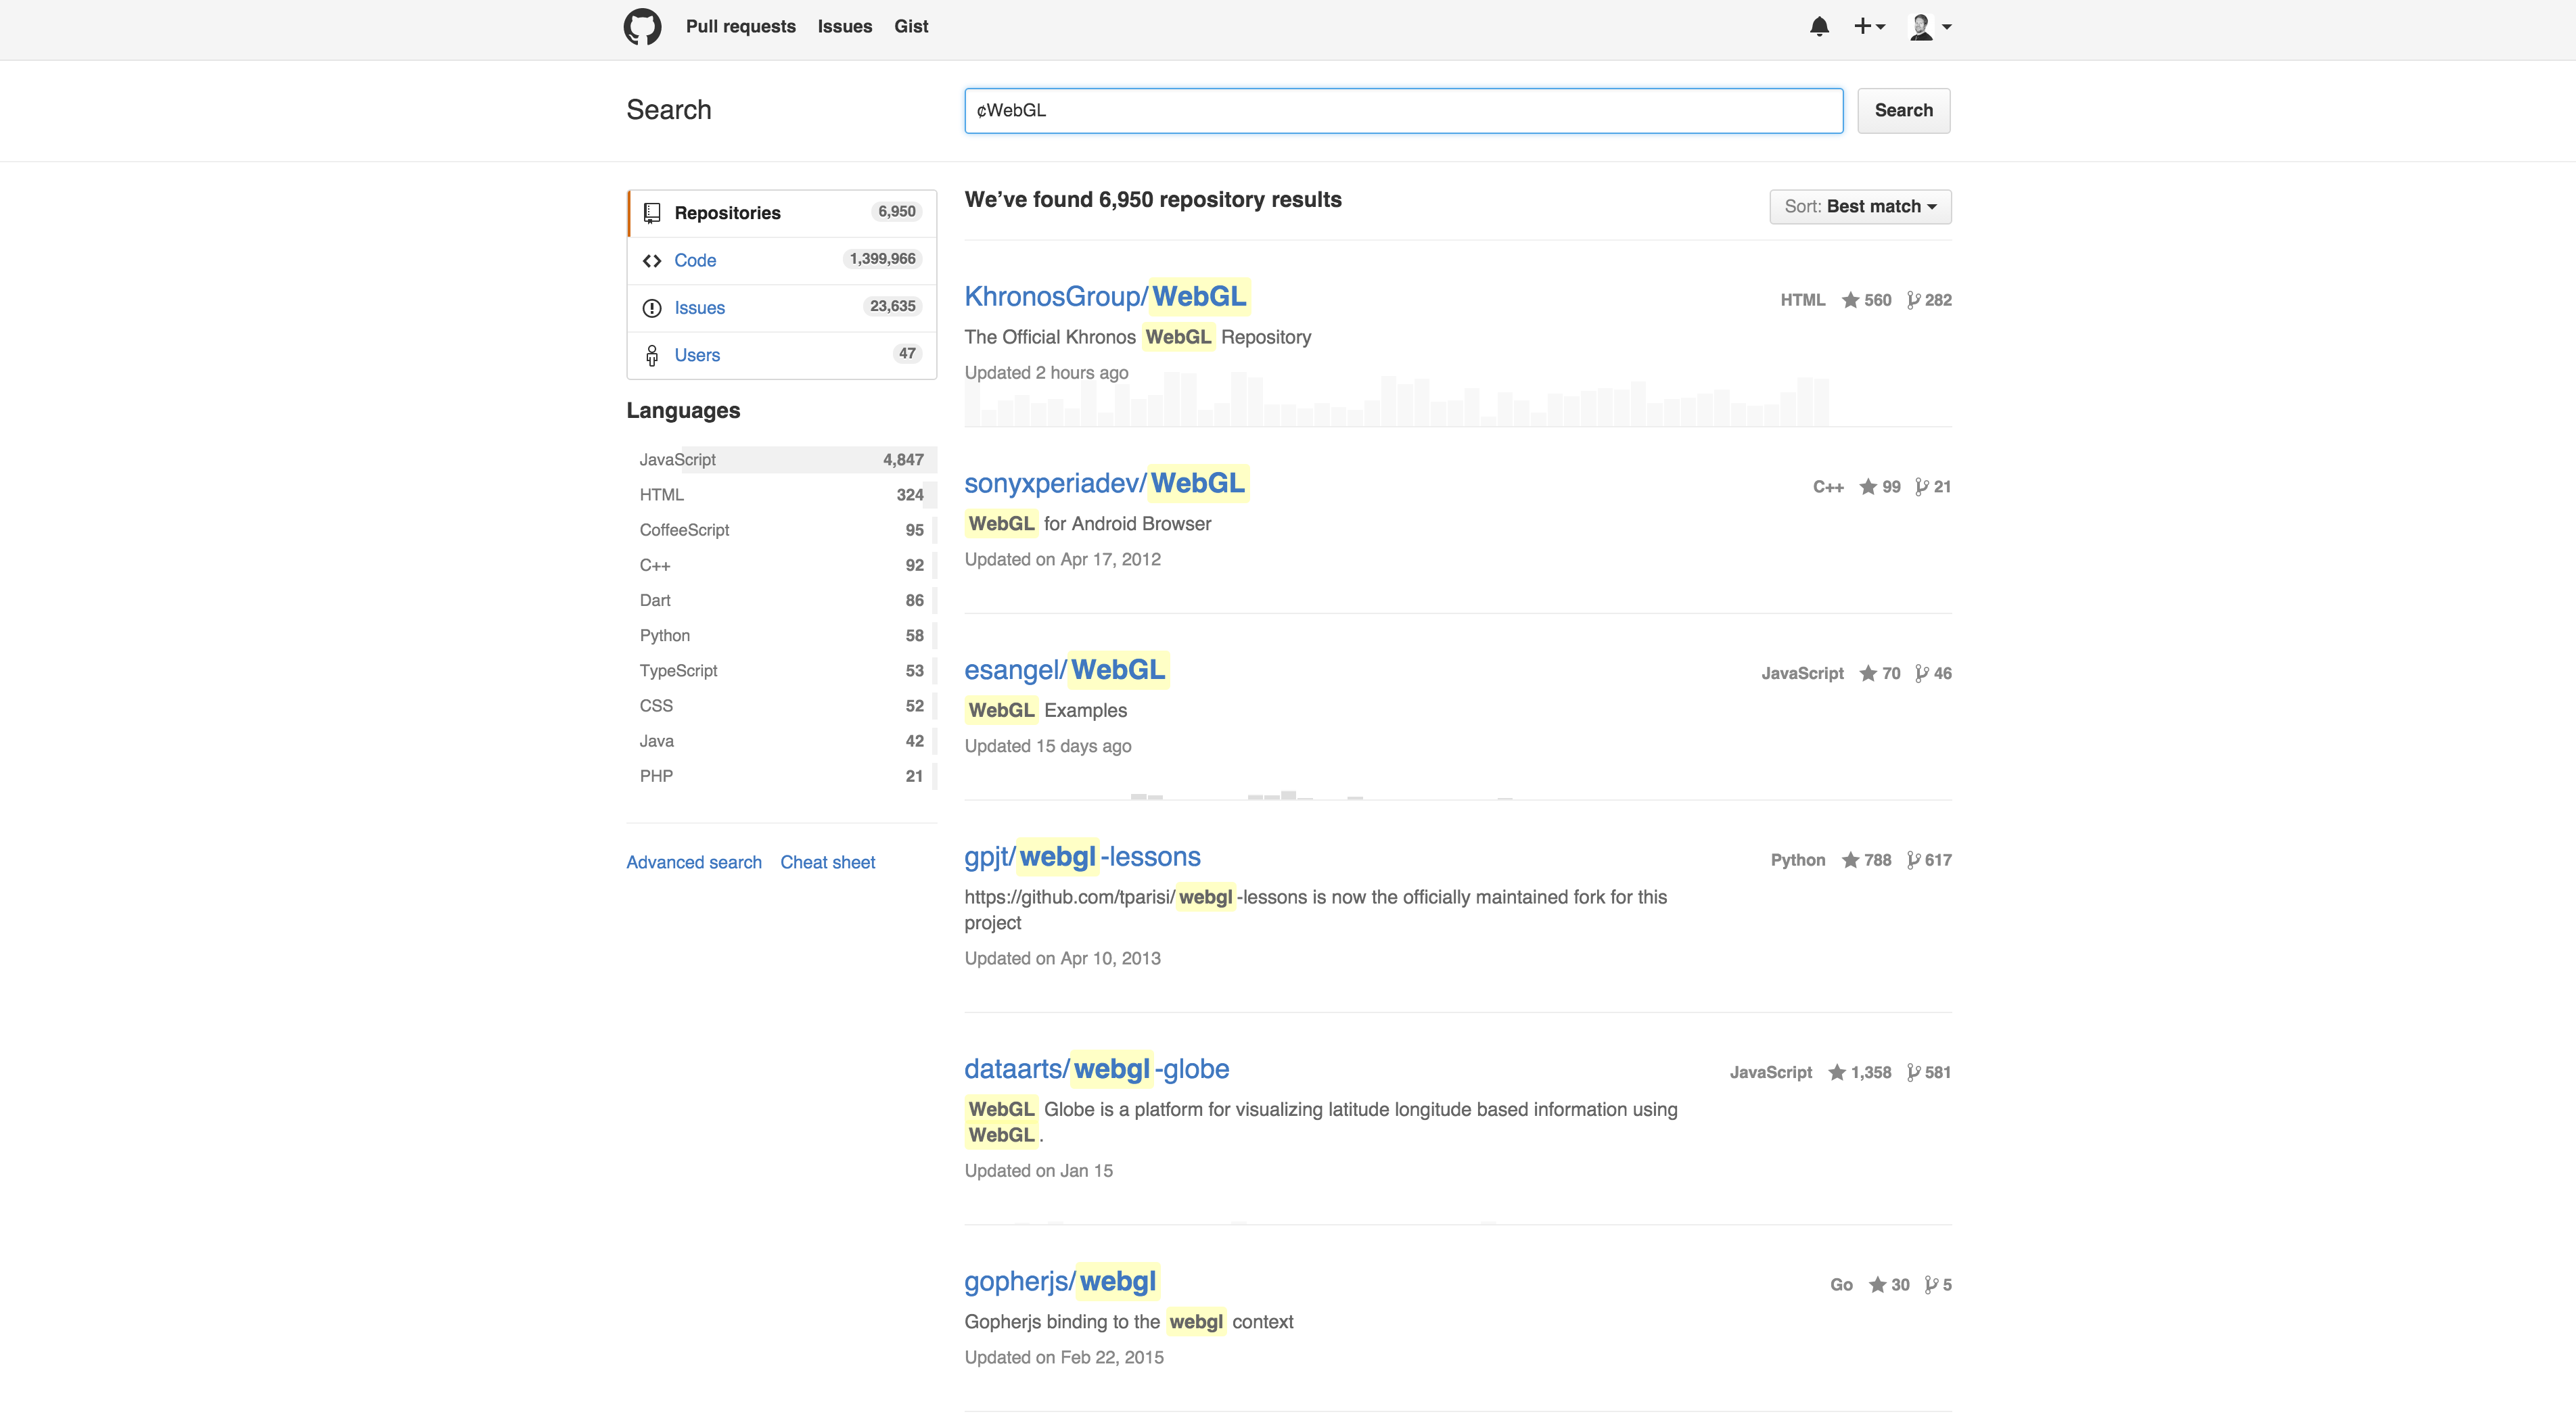 Pull requests Issues Gist
Search ¢WebGL Search
Repositories 6,950
Code 1,399,966
Issues 23,635
Users 47
Languages
JavaScript 4,847
HTML 324
CoffeeScript 95
C++ 92
Dart 86
Python 58
TypeScript 53
CSS 52
Java 42
PHP 21
Advanced search Cheat sheet
We’ve found 6,950 repository results
Sort: Best match
KhronosGroup/WebGL
HTML 560 282
The Official Khronos WebGL Repository
Updated 2 hours ago
sonyxperiadev/WebGL
C++ 99 21
WebGL for Android Browser
Updated on Apr 17, 2012
esangel/WebGL
JavaScript 70 46
WebGL Examples
Updated 15 days ago
gpjt/webgl-lessons
Python 788 617
https://github.com/tparisi/webgl-lessons is now the officially maintained fork for this
project
Updated on Apr 10, 2013
dataarts/webgl-globe
JavaScript 1,358 581
WebGL Globe is a platform for visualizing latitude longitude based information using
WebGL.
Updated on Jan 15
gopherjs/webgl
Go 30 5
Gopherjs binding to the webgl context
Updated on Feb 22, 2015